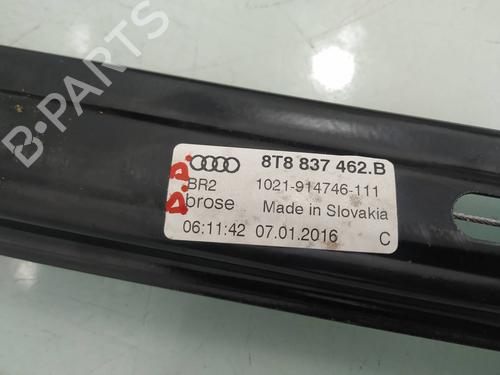 B-PARTS
8T8 837 462.B
BR2 1021-914746-111
brose Made in Slovakia
06:11:42 07.01.2016 C